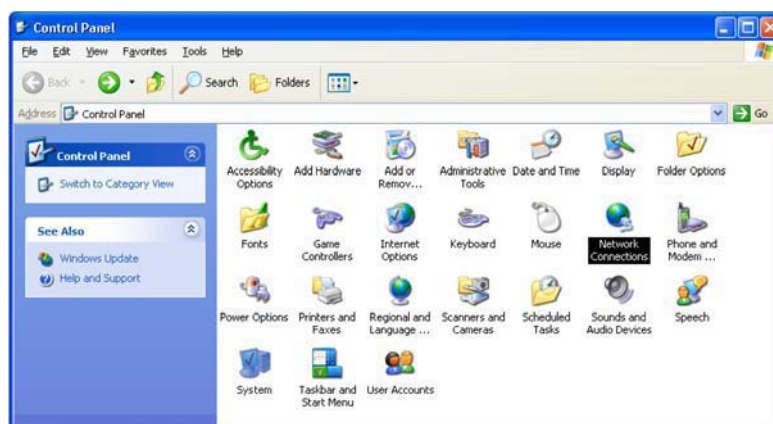 Control Panel
File Edit View Favorites Tools Help
Back Search Folders
Address Control Panel Go
Control Panel
Switch to Category View
See Also
Windows Update
Help and Support
Accessibility Options
Add Hardware
Add or Remov...
Administrative Tools
Date and Time
Display
Folder Options
Fonts
Game Controllers
Internet Options
Keyboard
Mouse
Network Connections
Phone and Modem ...
Power Options
Printers and Faxes
Regional and Language ...
Scanners and Cameras
Scheduled Tasks
Sounds and Audio Devices
Speech
System
Taskbar and Start Menu
User Accounts